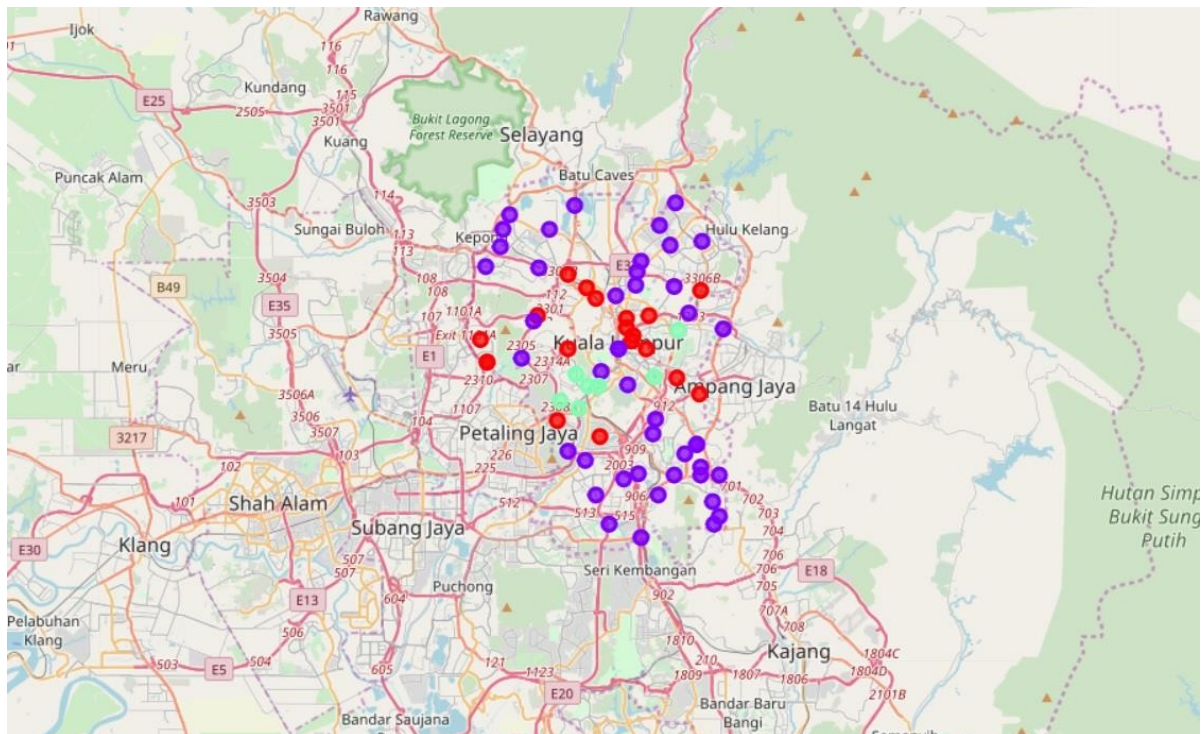 Rawang
Ijok
116
116
Kundang
E25
115
3501
2505
3501
Bukit Lagong
Forest Reserve
Selayang
Kuang
Puncak Alam
Batu Caves
114
3503
Sungai Buloh
113
Kepong
Hulu Kelang
113
3504
108
3306B
B49
108
112
E35
107
1101A
3505
2305
Kuala Lumpur
E1
2314A
Meru
2310
2307
Ampang Jaya
3506A
1107
912
Batu 14 Hulu
Langat
3506
104
3217
3507
Petaling Jaya
909
102
103
226
2003
225
701
Hutan Simp
101
Shah Alam
512
906A
702
Bukit Sung
Putih
513
515
703
Subang Jaya
704
E30
Klang
507
706
507
Seri Kembangan
706
E18
E13
604
Puchong
902
705
707A
Pelabuhan
Klang
506
708
1810
Kajang
503
504
121
210
1804C
E5
605
1123
1809
1807
1806
1804D
E20
2101B
Bandar Saujana
Bandar Baru
Bangi